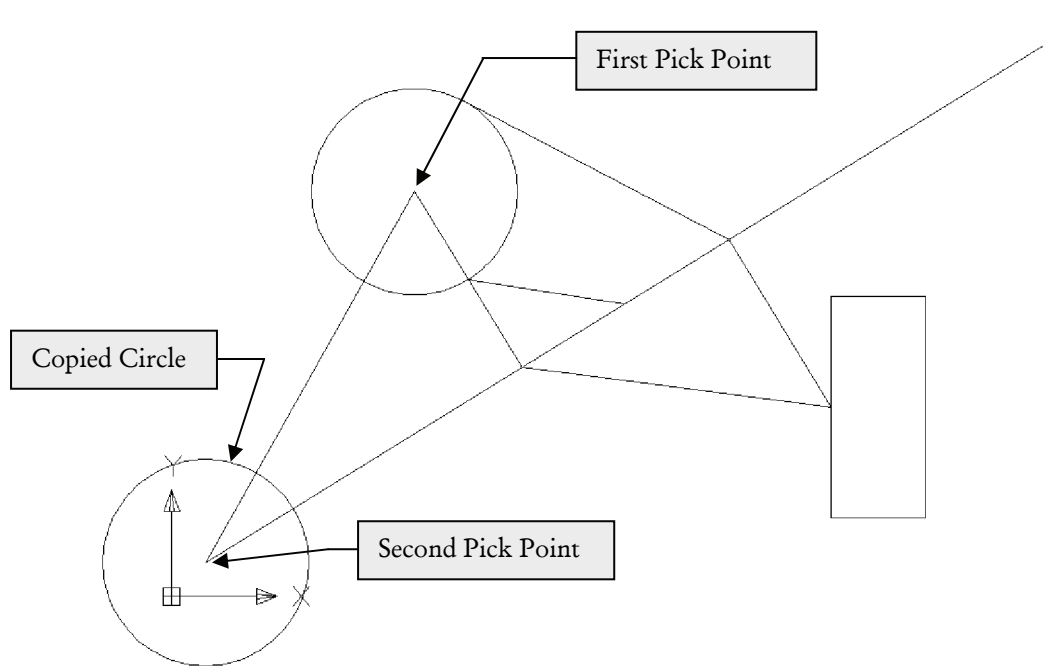 First Pick Point
Copied Circle
Y
Second Pick Point
X